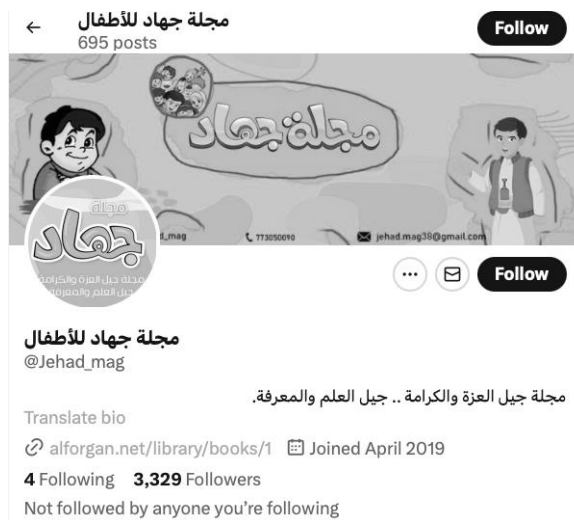 مجلة جهاد للأطفال
695 posts
Follow
مجلة جهاد
d_mag
773050090
jehad.mag38@gmail.com
مجلة
جهاد
مجلة جيل العزة والكرامة
جيل العلم والمعرفة
Follow
مجلة جهاد للأطفال
@Jehad_mag
مجلة جيل العزة والكرامة .. جيل العلم والمعرفة.
Translate bio
alforgan.net/library/books/1 Joined April 2019
4 Following 3,329 Followers
Not followed by anyone you’re following